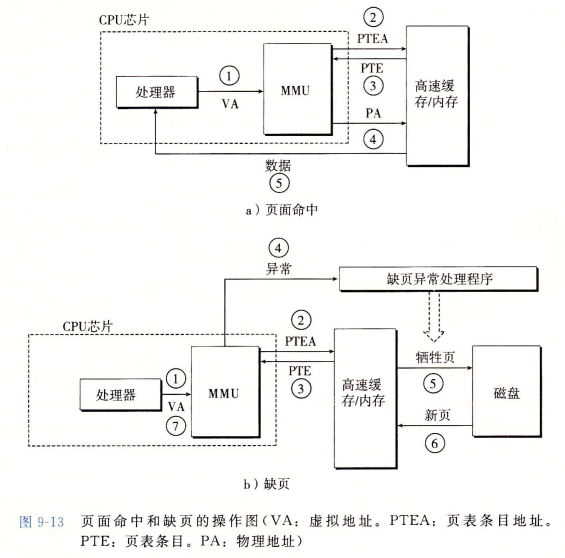 CPU芯片
②
PTEA
①
PTE
处理器
MMU
③
高速缓
存/内存
VA
PA
④
数据
⑤
a)页面命中
④
异常
缺页异常处理程序
CPU芯片
②
PTEA
①
PTE
牺牲页
处理器
MMU
③
高速缓
存/内存
⑤
磁盘
VA
新页
⑦
⑥
b)缺页
图 9-13 页面命中和缺页的操作图(VA:虚拟地址。PTEA:页表条目地址。
PTE:页表条目。PA:物理地址)